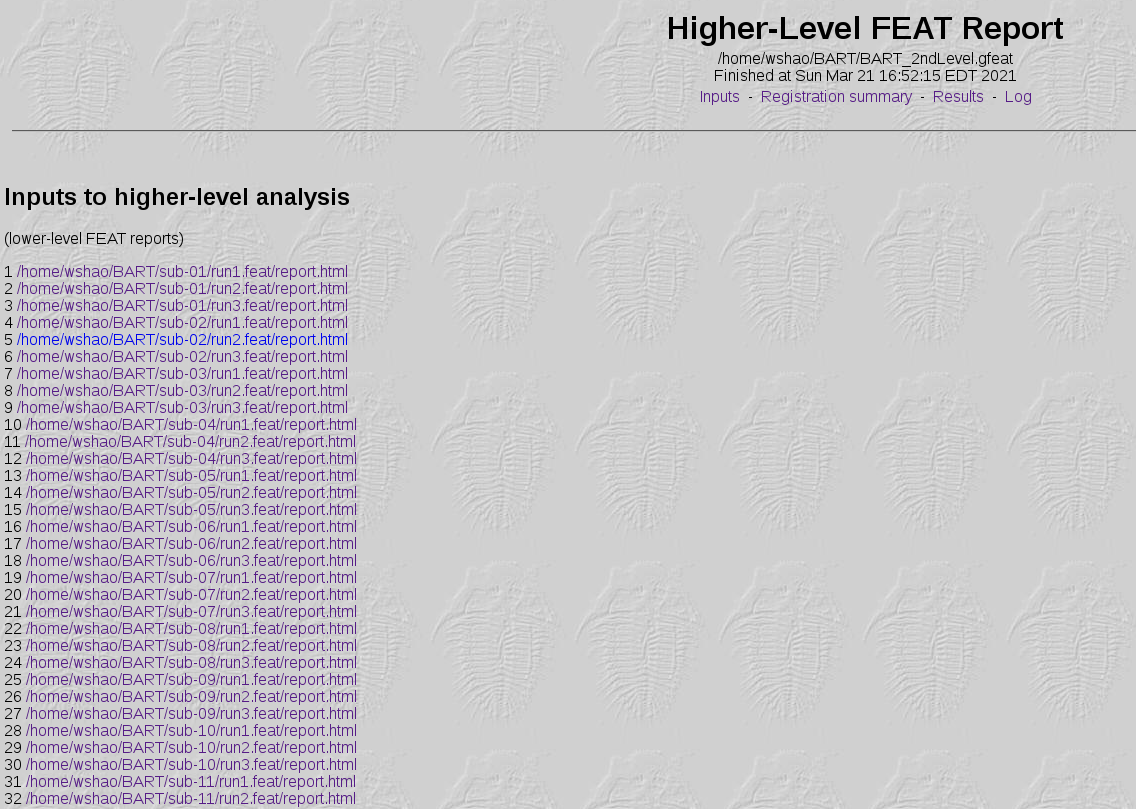 Higher-Level FEAT Report
/home/wshao/BART/BART_2ndLevel.gfeat
Finished at Sun Mar 21 16:52:15 EDT 2021
Inputs - Registration summary - Results - Log
Inputs to higher-level analysis
(lower-level FEAT reports)
1 /home/wshao/BART/sub-01/run1.feat/report.html
2 /home/wshao/BART/sub-01/run2.feat/report.html
3 /home/wshao/BART/sub-01/run3.feat/report.html
4 /home/wshao/BART/sub-02/run1.feat/report.html
5 /home/wshao/BART/sub-02/run2.feat/report.html
6 /home/wshao/BART/sub-02/run3.feat/report.html
7 /home/wshao/BART/sub-03/run1.feat/report.html
8 /home/wshao/BART/sub-03/run2.feat/report.html
9 /home/wshao/BART/sub-03/run3.feat/report.html
10 /home/wshao/BART/sub-04/run1.feat/report.html
11 /home/wshao/BART/sub-04/run2.feat/report.html
12 /home/wshao/BART/sub-04/run3.feat/report.html
13 /home/wshao/BART/sub-05/run1.feat/report.html
14 /home/wshao/BART/sub-05/run2.feat/report.html
15 /home/wshao/BART/sub-05/run3.feat/report.html
16 /home/wshao/BART/sub-06/run1.feat/report.html
17 /home/wshao/BART/sub-06/run2.feat/report.html
18 /home/wshao/BART/sub-06/run3.feat/report.html
19 /home/wshao/BART/sub-07/run1.feat/report.html
20 /home/wshao/BART/sub-07/run2.feat/report.html
21 /home/wshao/BART/sub-07/run3.feat/report.html
22 /home/wshao/BART/sub-08/run1.feat/report.html
23 /home/wshao/BART/sub-08/run2.feat/report.html
24 /home/wshao/BART/sub-08/run3.feat/report.html
25 /home/wshao/BART/sub-09/run1.feat/report.html
26 /home/wshao/BART/sub-09/run2.feat/report.html
27 /home/wshao/BART/sub-09/run3.feat/report.html
28 /home/wshao/BART/sub-10/run1.feat/report.html
29 /home/wshao/BART/sub-10/run2.feat/report.html
30 /home/wshao/BART/sub-10/run3.feat/report.html
31 /home/wshao/BART/sub-11/run1.feat/report.html
32 /home/wshao/BART/sub-11/run2.feat/report.html